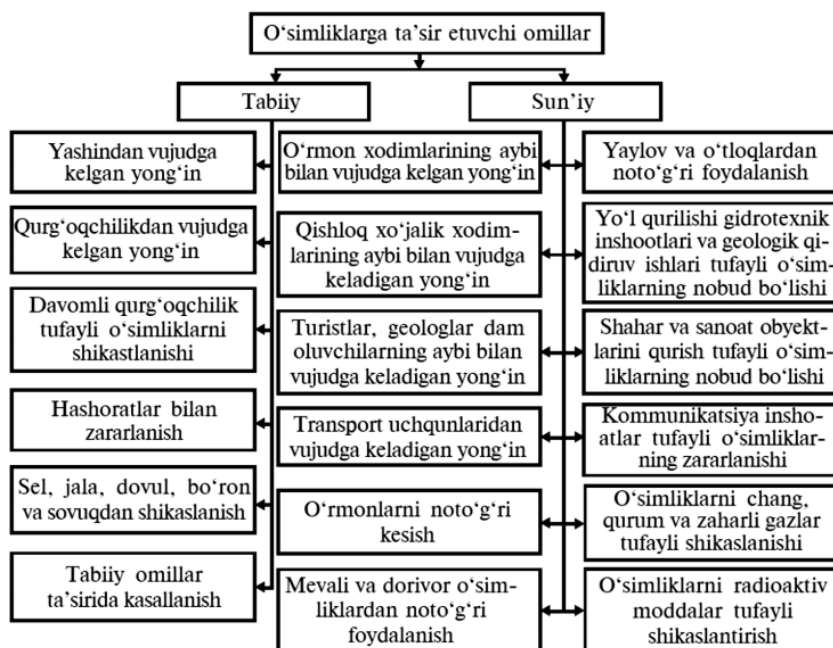 O‘simliklarga ta’sir etuvchi omillar
Tabiiy
Sun’iy
Yashindan vujudga
kelgan yong‘in
Qurg‘oqchilikdan vujudga
kelgan yong‘in
Davomli qurg‘oqchilik
tufayli o‘simliklarni
shikastlanishi
Hashoratlar bilan
zararlanish
Sel, jala, dovul, bo‘ron
va sovuqdan shikaslanish
Tabiiy omillar
ta’sirida kasallanish
O‘rmon xodimlarining aybi
bilan vujudga kelgan yong‘in
Qishloq xo‘jalik xodim-
larining aybi bilan vujudga
keladigan yong‘in
Turistlar, geologlar dam
oluvchilarning aybi bilan
vujudga keladigan yong‘in
Transport uchqunlaridan
vujudga keladigan yong‘in
O‘rmonlarni noto‘g‘ri
kesish
Mevali va dorivor o‘sim-
liklardan noto‘g‘ri
foydalanish
Yaylov va o‘tloqlardan
noto‘g‘ri foydalanish
Yo‘l qurilishi gidrotexnik
inshootlari va geologik qi-
diruv ishlari tufayli o‘sim-
liklarning nobud bo‘lishi
Shahar va sanoat obyekt-
larini qurish tufayli o‘sim-
liklarning nobud bo‘lishi
Kommunikatsiya insho-
atlar tufayli o‘simliklar-
ning zararlanishi
O‘simliklarni chang,
qurum va zaharli gazlar
tufayli shikaslanishi
O‘simliklarni radioaktiv
moddalar tufayli
shikaslantirish